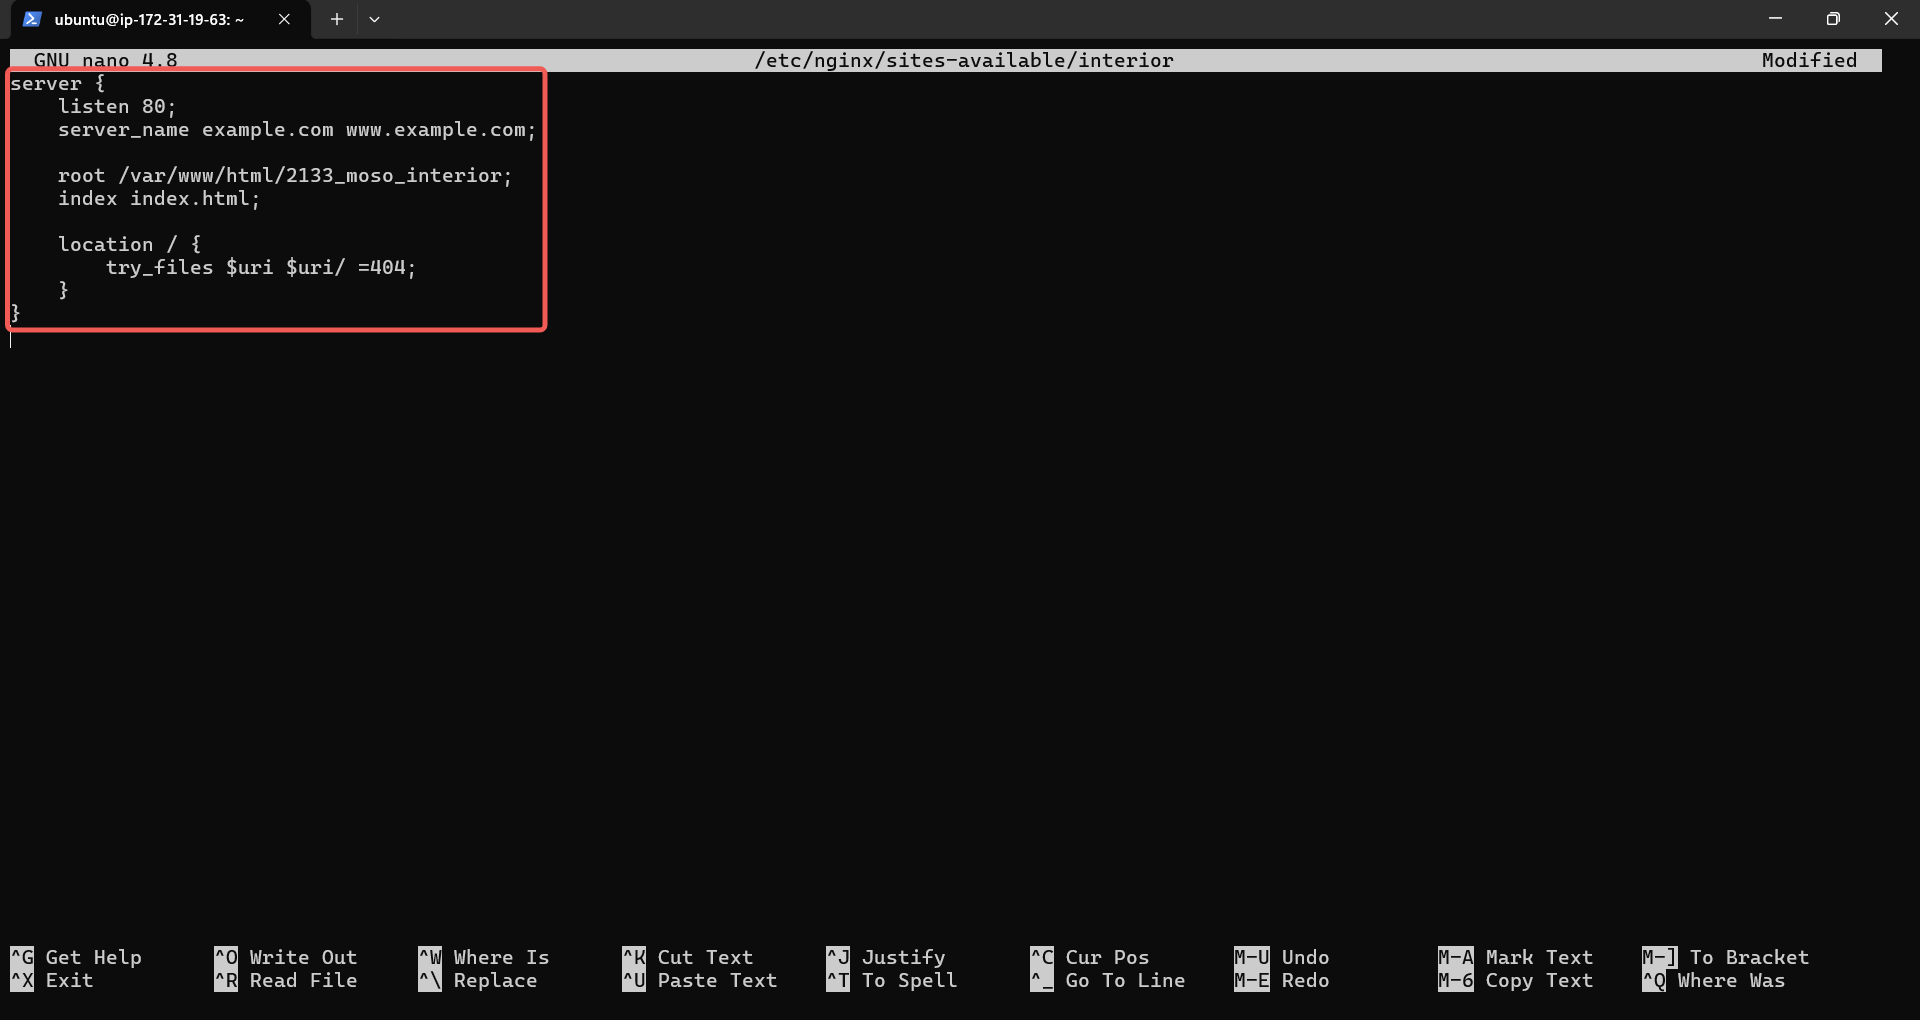 ubuntu@ip-172-31-19-63: ~
GNU nano 4.8 /etc/nginx/sites-available/interior Modified
server {
    listen 80;
    server_name example.com www.example.com;

    root /var/www/html/2133_moso_interior;
    index index.html;

    location / {
        try_files $uri $uri/ =404;
    }
}
^G Get Help ^O Write Out ^W Where Is ^K Cut Text ^J Justify ^C Cur Pos M-U Undo M-A Mark Text M-] To Bracket
^X Exit ^R Read File ^\ Replace ^U Paste Text ^T To Spell ^_ Go To Line M-E Redo M-6 Copy Text ^Q Where Was